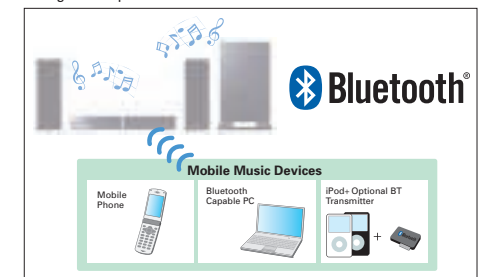 Bluetooth®
Mobile Music Devices
Mobile
Phone
Bluetooth
Capable PC
iPod+ Optional BT
Transmitter
+